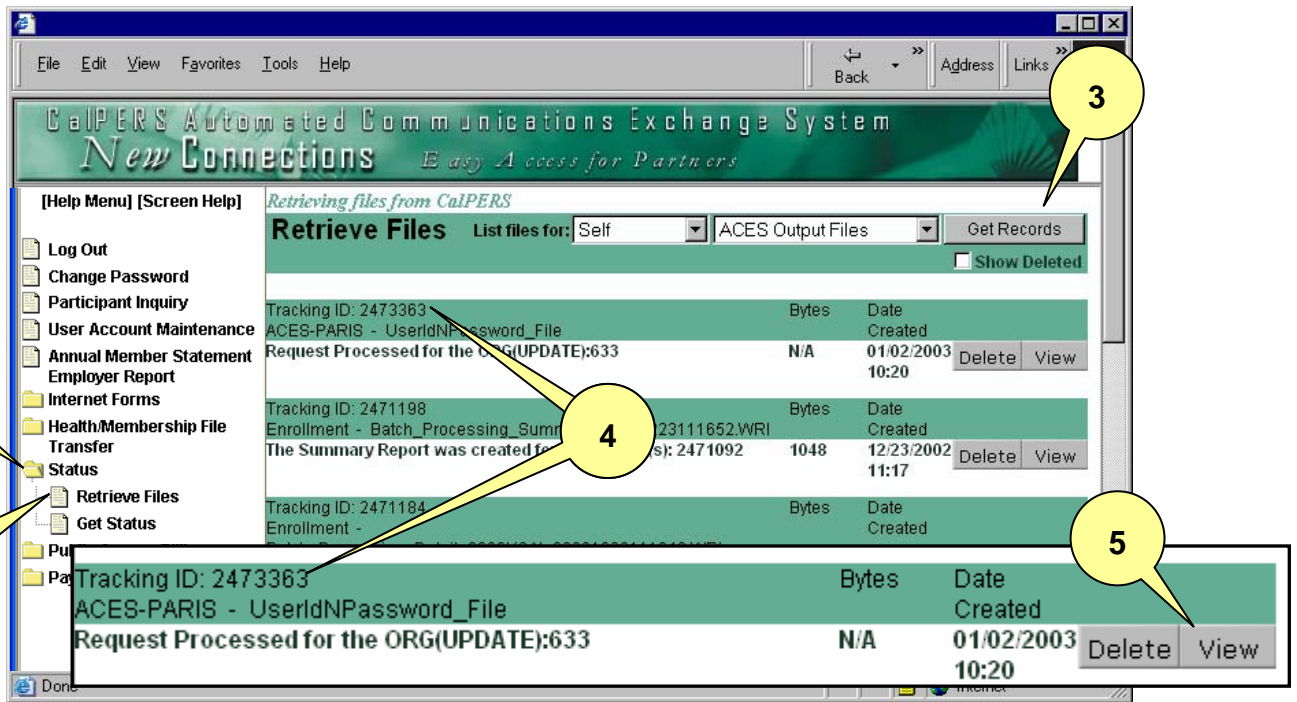 File Edit View Favorites Tools Help
Back
Address
Links
CalPERS Automated Communications Exchange System
New Connections Easy Access for Partners
3
[Help Menu] [Screen Help]
Log Out
Change Password
Participant Inquiry
User Account Maintenance
Annual Member Statement
Employer Report
Internet Forms
Health/Membership File
Transfer
Status
Retrieve Files
Get Status
Retrieving files from CalPERS
Retrieve Files List files for: Self ACES Output Files Get Records
Show Deleted
Tracking ID: 2473363 Bytes Date
ACES-PARIS - UserIdNPassword_File Created
Request Processed for the ORG(UPDATE):633 N/A 01/02/2003 Delete View
10:20
Tracking ID: 2471198 Bytes Date
Enrollment - Batch_Processing_Summ 23111652.WRI Created
The Summary Report was created fo (s): 2471092 1048 12/23/2002 Delete View
11:17
4
Tracking ID: 2471184 Bytes Date
Enrollment - Created
5
Tracking ID: 2473363 Bytes Date
ACES-PARIS - UserIdNPassword_File Created
Request Processed for the ORG(UPDATE):633 N/A 01/02/2003 Delete View
10:20
Done